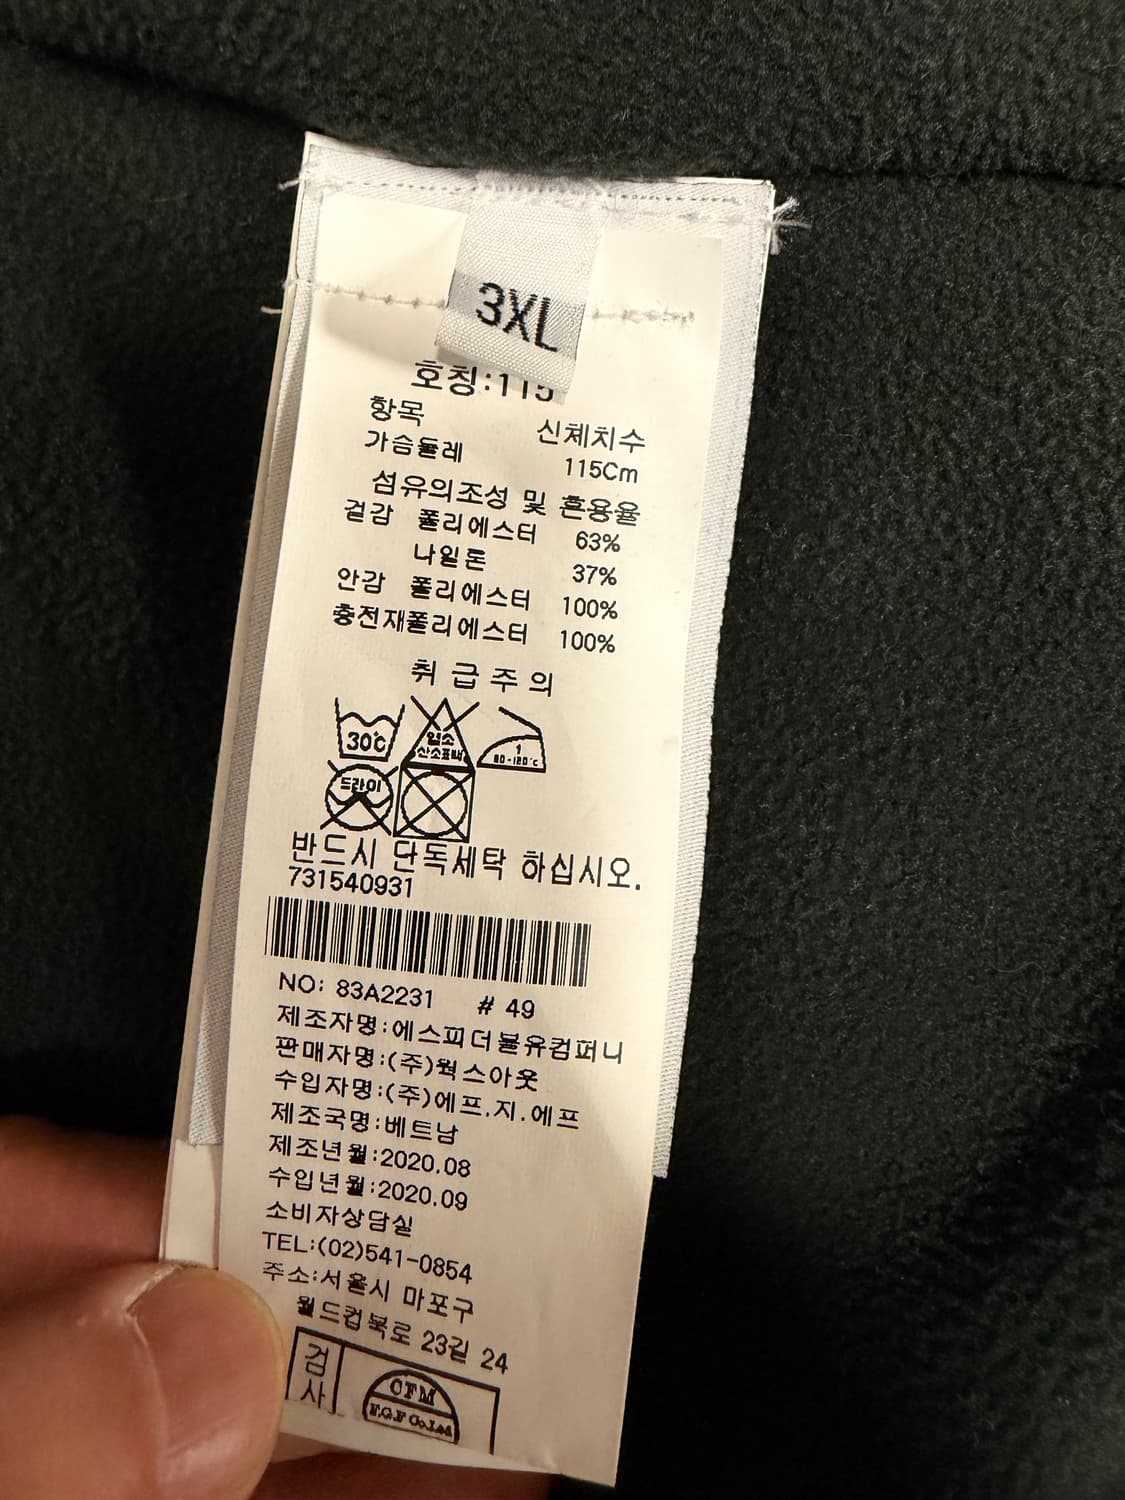 3XL
호칭:115
항목 신체치수
가슴둘레 115Cm
섬유의조성 및 혼용율
겉감 폴리에스터 63%
나일론 37%
안감 폴리에스터 100%
충전재폴리에스터 100%
취급주의
30℃
염소
산소표백
1
80-120℃
드라이
반드시 단독세탁 하십시오.
731540931
NO: 83A2231 # 49
제조자명:에스피더블유컴퍼니
판매자명:(주)웍스아웃
수입자명:(주)에프.지.에프
제조국명:베트남
제조년월:2020.08
수입년월:2020.09
소비자상담실
TEL:(02)541-0854
주소:서울시 마포구
월드컵북로 23길 24
검사
CFM
F.G.F Co.Ltd